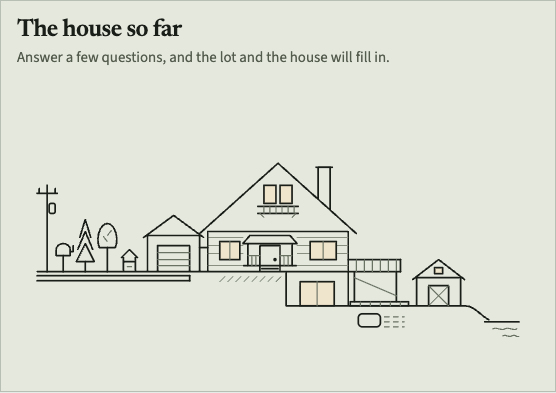 The house so far
Answer a few questions, and the lot and the house will fill in.